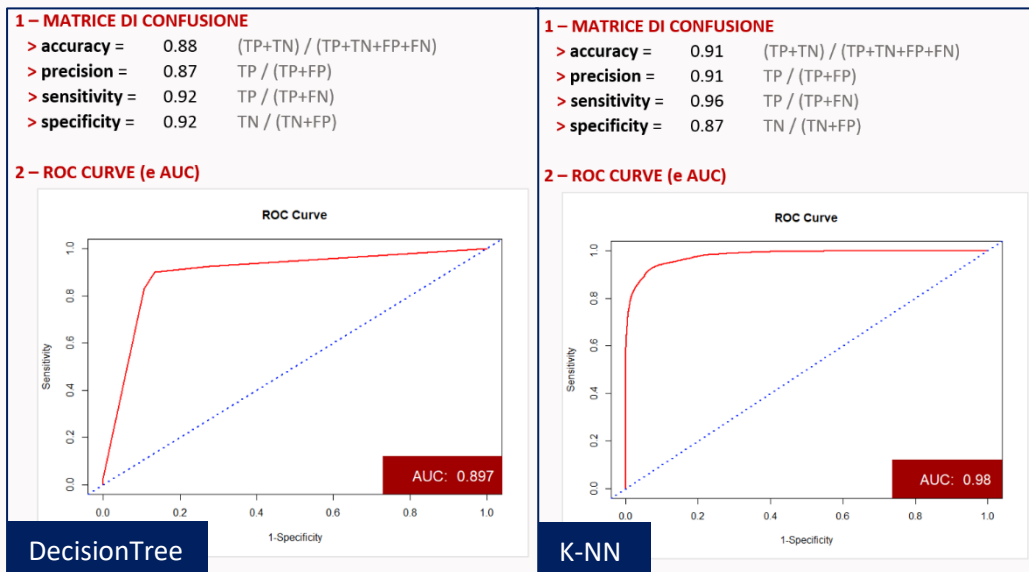 1 – MATRICE DI CONFUSIONE
> accuracy = 0.88 (TP+TN) / (TP+TN+FP+FN)
> precision = 0.87 TP / (TP+FP)
> sensitivity = 0.92 TP / (TP+FN)
> specificity = 0.92 TN / (TN+FP)
2 – ROC CURVE (e AUC)
ROC Curve
1.0
0.8
0.6
0.4
0.2
0.0
Sensitivity
AUC: 0.897
0.0 0.2 0.4 0.6 0.8 1.0
1-Specificity
DecisionTree
1 – MATRICE DI CONFUSIONE
> accuracy = 0.91 (TP+TN) / (TP+TN+FP+FN)
> precision = 0.91 TP / (TP+FP)
> sensitivity = 0.96 TP / (TP+FN)
> specificity = 0.87 TN / (TN+FP)
2 – ROC CURVE (e AUC)
ROC Curve
1.0
0.8
0.6
0.4
0.2
0.0
Sensitivity
AUC: 0.98
0.0 0.2 0.4 0.6 0.8 1.0
1-Specificity
K-NN